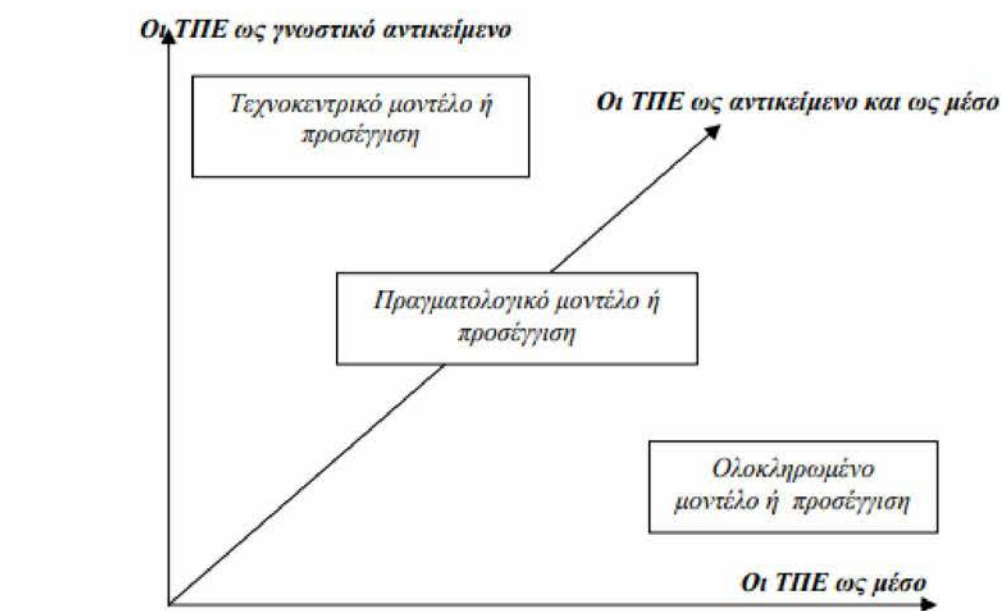 Οι ΤΠΕ ως γνωστικό αντικείμενο
Τεχνοκεντρικό μοντέλο ή
προσέγγιση
Οι ΤΠΕ ως αντικείμενο και ως μέσο
Πραγματολογικό μοντέλο ή
προσέγγιση
Ολοκληρωμένο
μοντέλο ή προσέγγιση
Οι ΤΠΕ ως μέσο